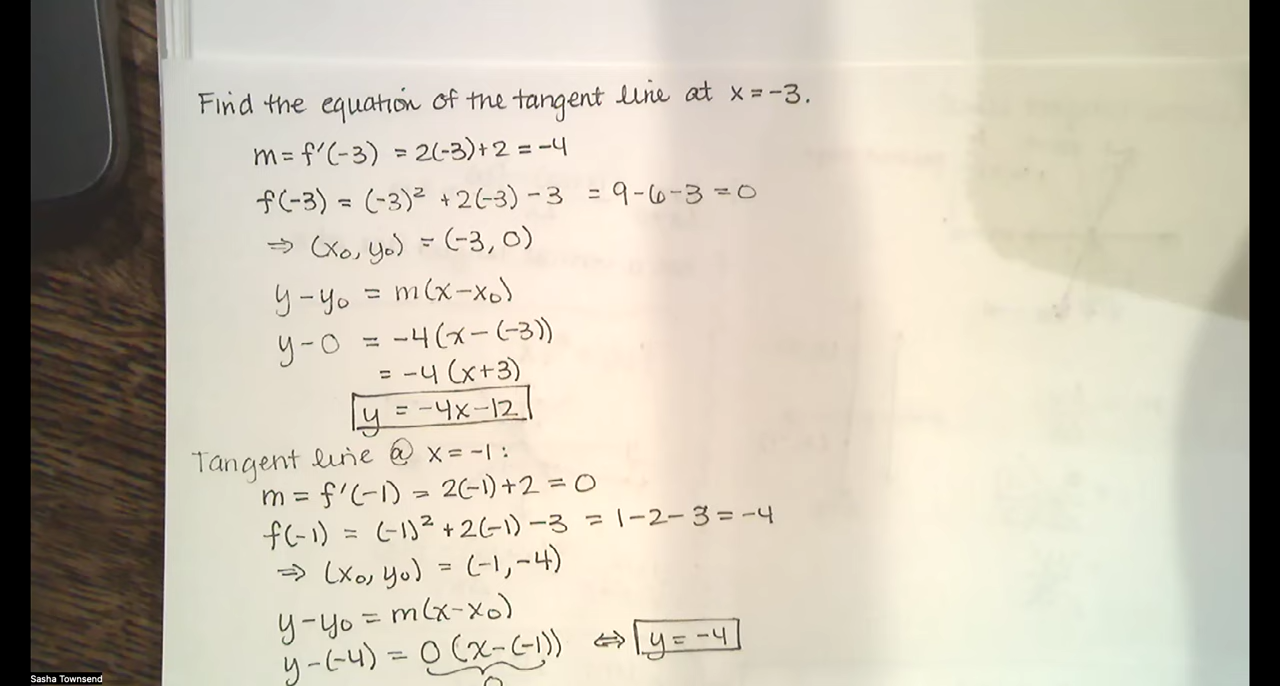 Find the equation of the tangent line at x = -3.
m = f'(-3) = 2(-3)+2 = -4
f(-3) = (-3)² + 2(-3) - 3 = 9-6-3 = 0
⇒ (x₀, y₀) = (-3, 0)
y - y₀ = m(x-x₀)
y - 0 = -4(x-(-3))
= -4(x+3)
y = -4x-12
Tangent line @ x = -1:
m = f'(-1) = 2(-1)+2 = 0
f(-1) = (-1)² + 2(-1) - 3 = 1-2-3 = -4
⇒ (x₀, y₀) = (-1, -4)
y - y₀ = m(x-x₀)
y-(-4) = 0(x-(-1)) ⇔ y = -4
0
Sasha Townsend